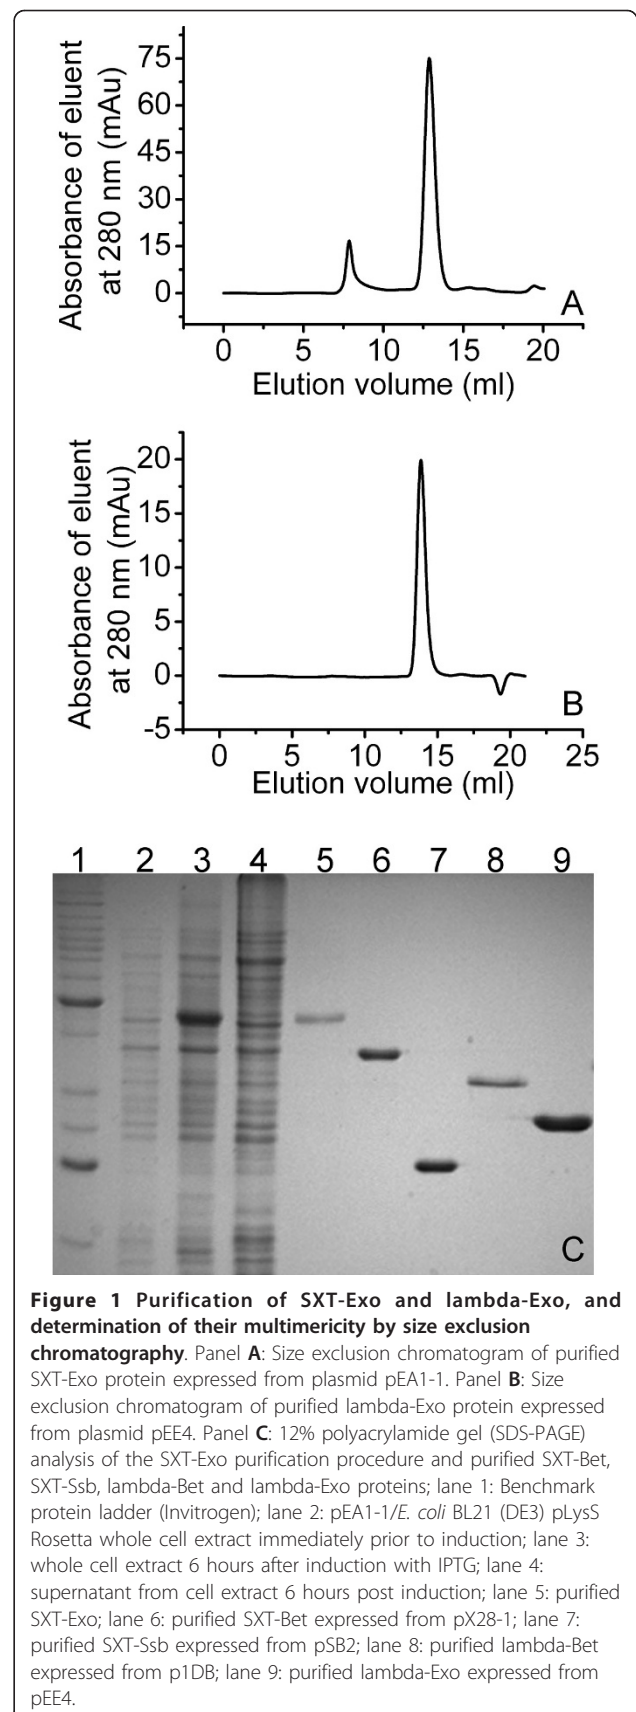 Absorbance of eluent
at 280 nm (mAu)
75
60
45
30
15
0
0 5 10 15 20
Elution volume (ml)
A
Absorbance of eluent
at 280 nm (mAu)
20
15
10
5
0
-5
0 5 10 15 20 25
Elution volume (ml)
B
1 2 3 4 5 6 7 8 9
C
Figure 1 Purification of SXT-Exo and lambda-Exo, and
determination of their multimericity by size exclusion
chromatography. Panel A: Size exclusion chromatogram of purified
SXT-Exo protein expressed from plasmid pEA1-1. Panel B: Size
exclusion chromatogram of purified lambda-Exo protein expressed
from plasmid pEE4. Panel C: 12% polyacrylamide gel (SDS-PAGE)
analysis of the SXT-Exo purification procedure and purified SXT-Bet,
SXT-Ssb, lambda-Bet and lambda-Exo proteins; lane 1: Benchmark
protein ladder (Invitrogen); lane 2: pEA1-1/E. coli BL21 (DE3) pLysS
Rosetta whole cell extract immediately prior to induction; lane 3:
whole cell extract 6 hours after induction with IPTG; lane 4:
supernatant from cell extract 6 hours post induction; lane 5: purified
SXT-Exo; lane 6: purified SXT-Bet expressed from pX28-1; lane 7:
purified SXT-Ssb expressed from pSB2; lane 8: purified lambda-Bet
expressed from p1DB; lane 9: purified lambda-Exo expressed from
pEE4.